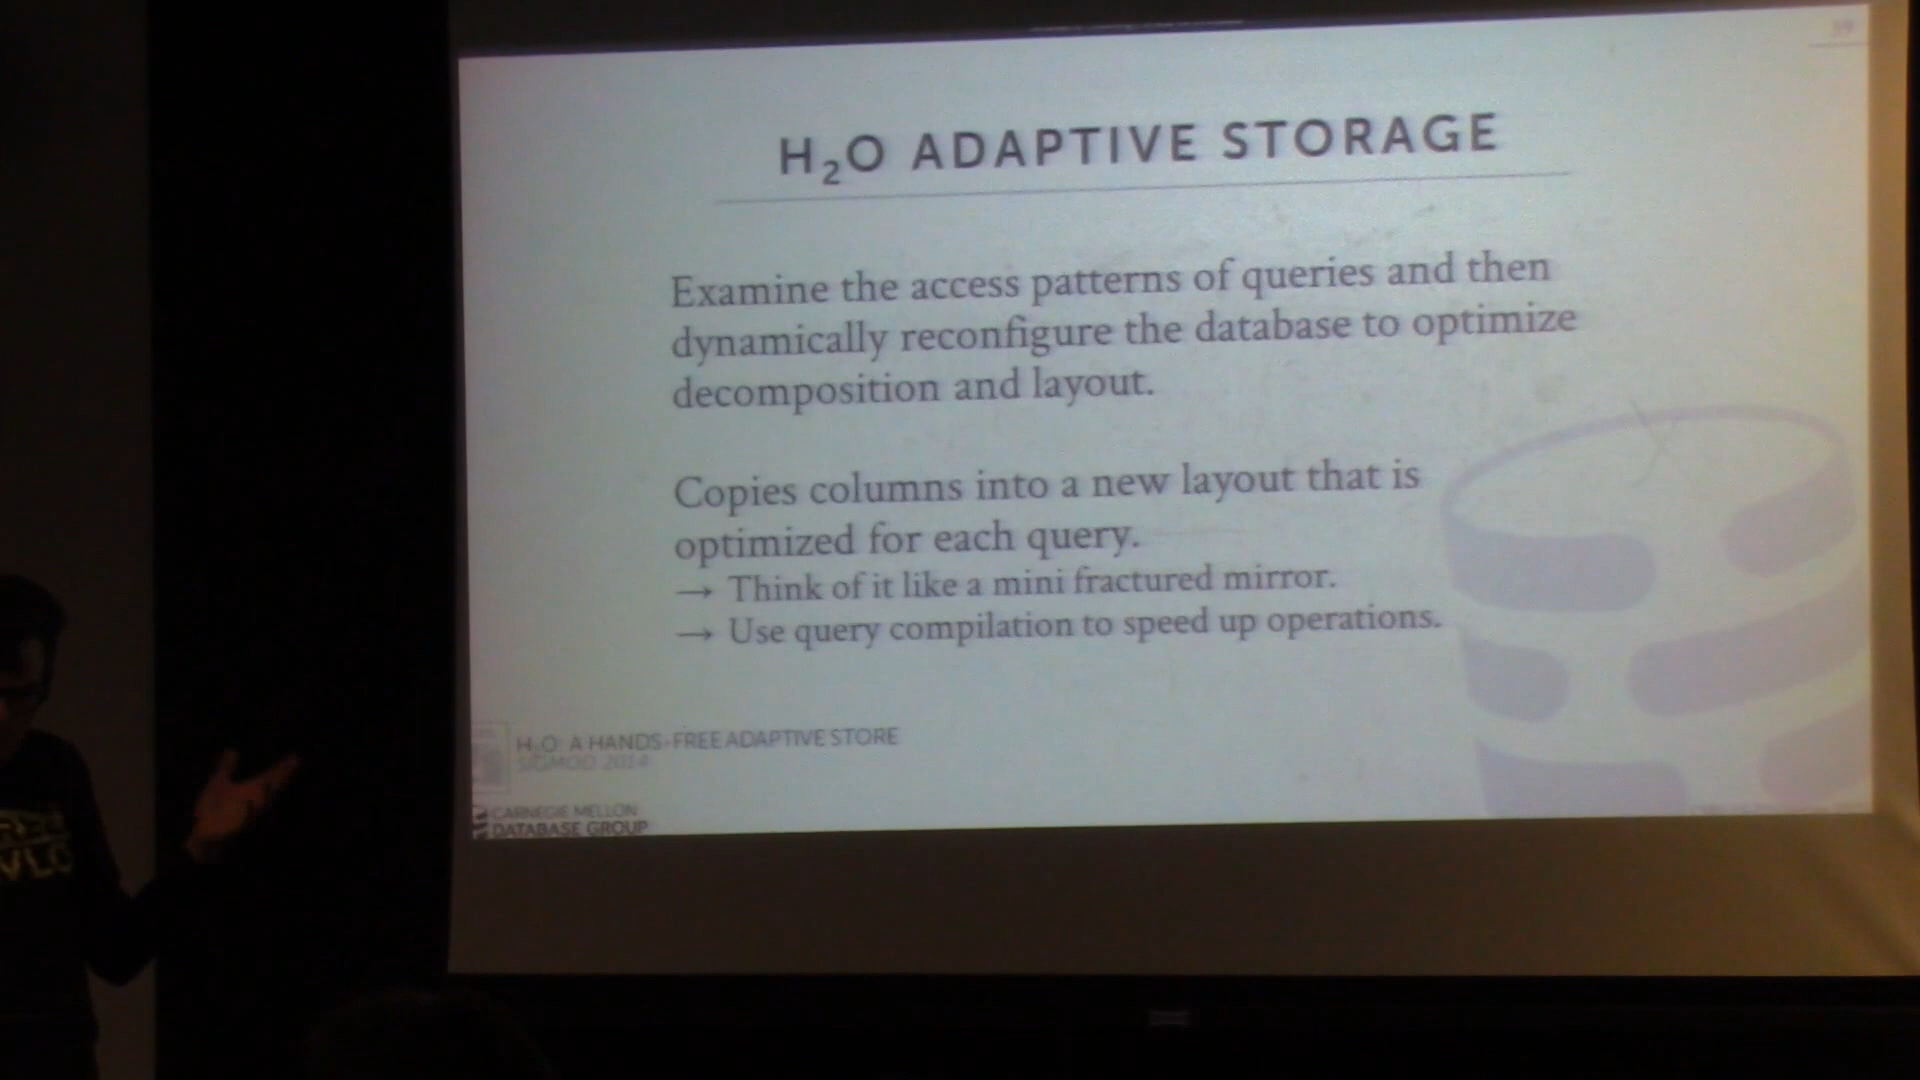 39
H₂O ADAPTIVE STORAGE
Examine the access patterns of queries and then
dynamically reconfigure the database to optimize
decomposition and layout.
Copies columns into a new layout that is
optimized for each query.
→ Think of it like a mini fractured mirror.
→ Use query compilation to speed up operations.
H₂O: A HANDS-FREE ADAPTIVE STORE
SIGMOD 2014
CARNEGIE MELLON
DATABASE GROUP